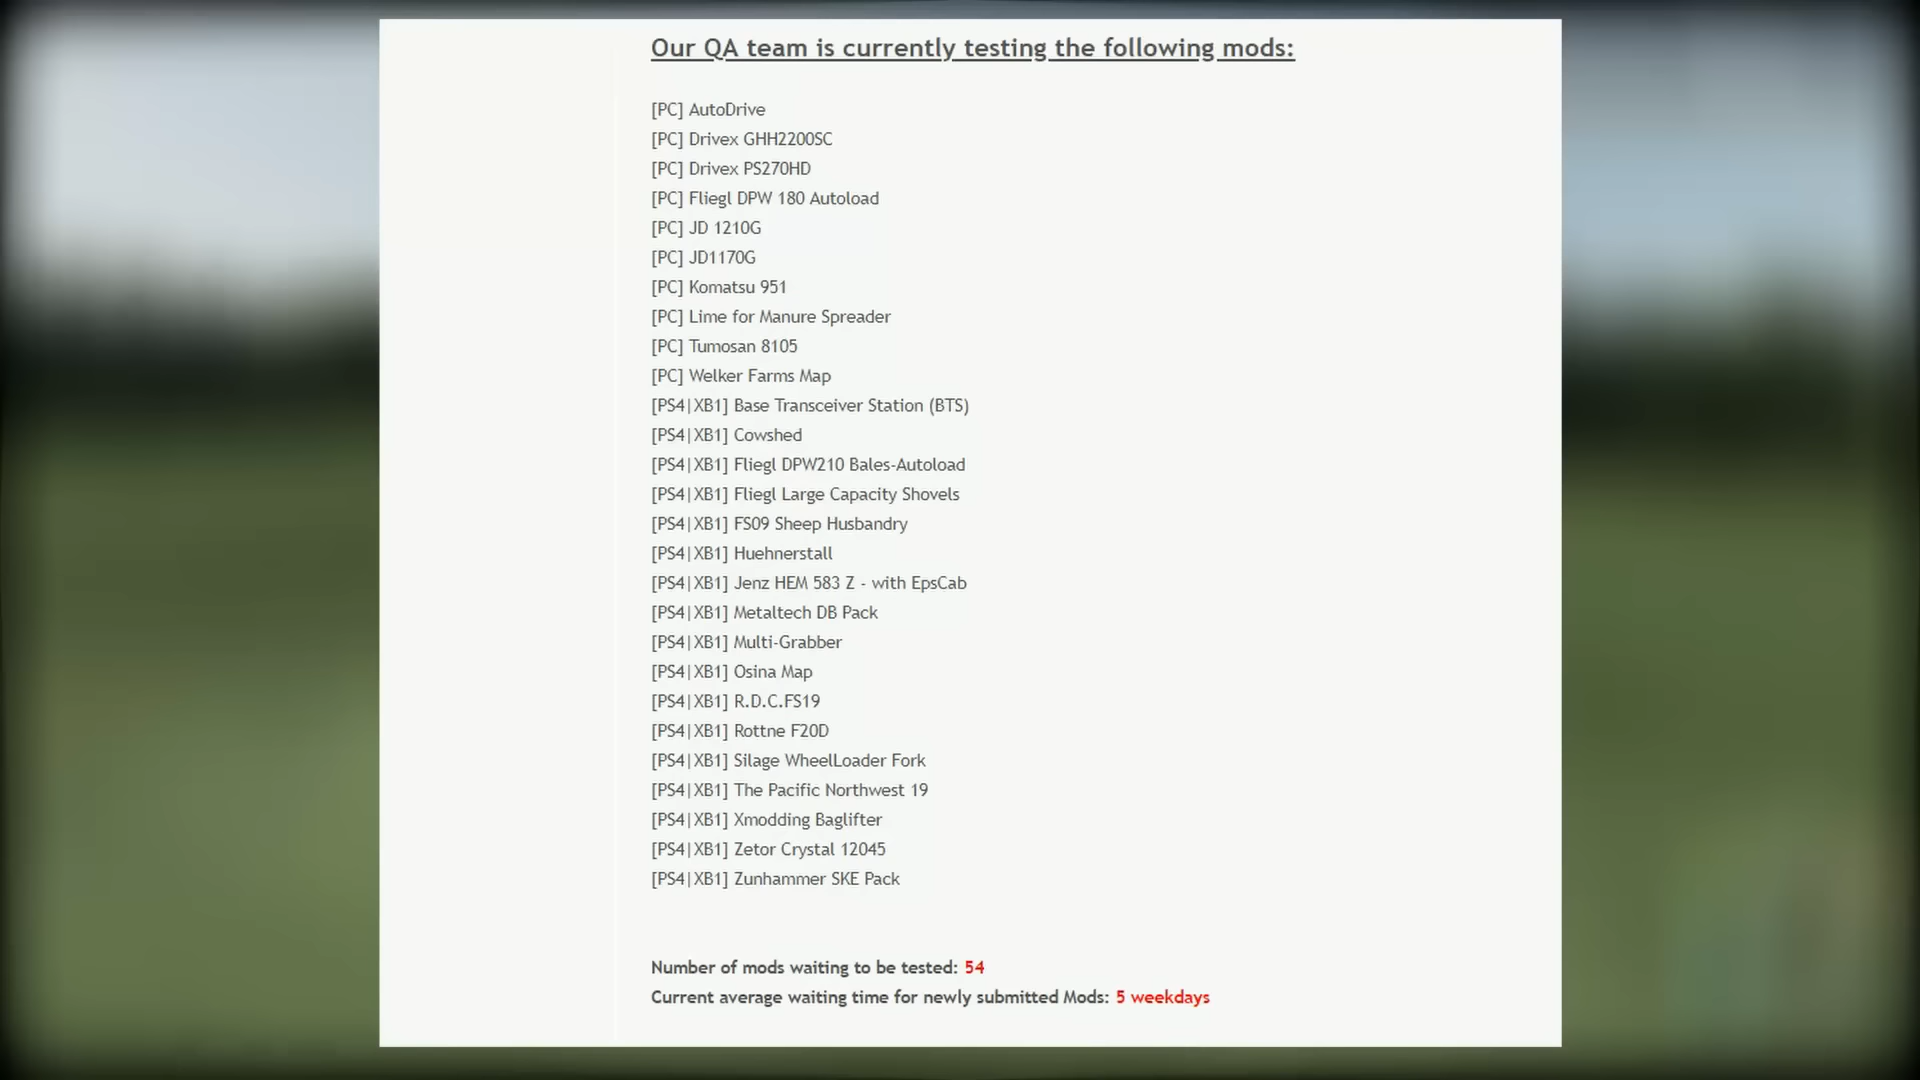 Our QA team is currently testing the following mods:
[PC] AutoDrive
[PC] Drivex GHH2200SC
[PC] Drivex PS270HD
[PC] Fliegl DPW 180 Autoload
[PC] JD 1210G
[PC] JD1170G
[PC] Komatsu 951
[PC] Lime for Manure Spreader
[PC] Tumosan 8105
[PC] Welker Farms Map
[PS4|XB1] Base Transceiver Station (BTS)
[PS4|XB1] Cowshed
[PS4|XB1] Fliegl DPW210 Bales-Autoload
[PS4|XB1] Fliegl Large Capacity Shovels
[PS4|XB1] FS09 Sheep Husbandry
[PS4|XB1] Huehnerstall
[PS4|XB1] Jenz HEM 583 Z - with EpsCab
[PS4|XB1] Metaltech DB Pack
[PS4|XB1] Multi-Grabber
[PS4|XB1] Osina Map
[PS4|XB1] R.D.C.FS19
[PS4|XB1] Rottne F20D
[PS4|XB1] Silage WheelLoader Fork
[PS4|XB1] The Pacific Northwest 19
[PS4|XB1] Xmodding Baglifter
[PS4|XB1] Zetor Crystal 12045
[PS4|XB1] Zunhammer SKE Pack
Number of mods waiting to be tested: 54
Current average waiting time for newly submitted Mods: 5 weekdays